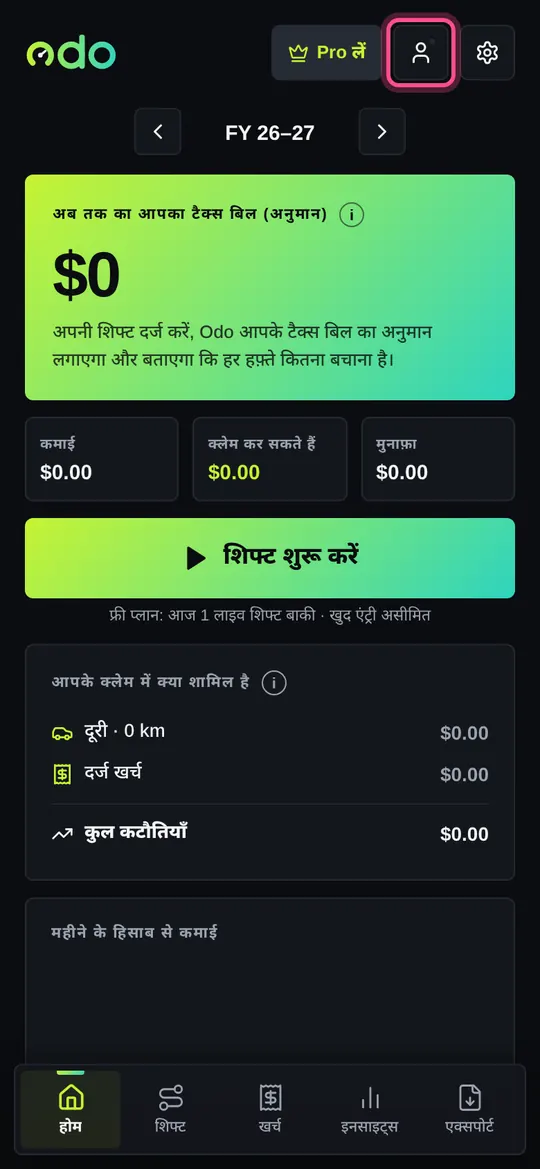 odo
Pro लें
FY 26–27
अब तक का आपका टैक्स बिल (अनुमान) i
$0
अपनी शिफ्ट दर्ज करें, Odo आपके टैक्स बिल का अनुमान
लगाएगा और बताएगा कि हर हफ़्ते कितना बचाना है।
कमाई
$0.00
क्लेम कर सकते हैं
$0.00
मुनाफ़ा
$0.00
शिफ्ट शुरू करें
फ्री प्लान: आज 1 लाइव शिफ्ट बाकी · खुद एंट्री असीमित
आपके क्लेम में क्या शामिल है i
दूरी · 0 km $0.00
दर्ज खर्च $0.00
कुल कटौतियाँ $0.00
महीने के हिसाब से कमाई
होम
शिफ्ट
खर्च
इनसाइट्स
एक्सपोर्ट